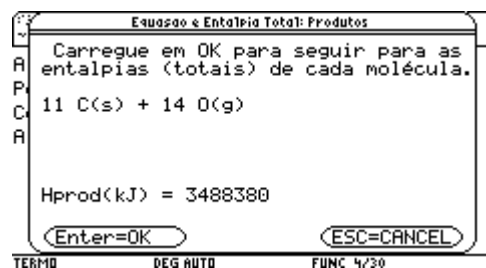 Equasao e Entalpia Total: Produtos
Carregue em OK para seguir para as
entalpias (totais) de cada molécula.
11 C(s) + 14 O(g)
Hprod(kJ) = 3488380
Enter=OK
ESC=CANCEL
TERMO DEG AUTO FUNC 4/30